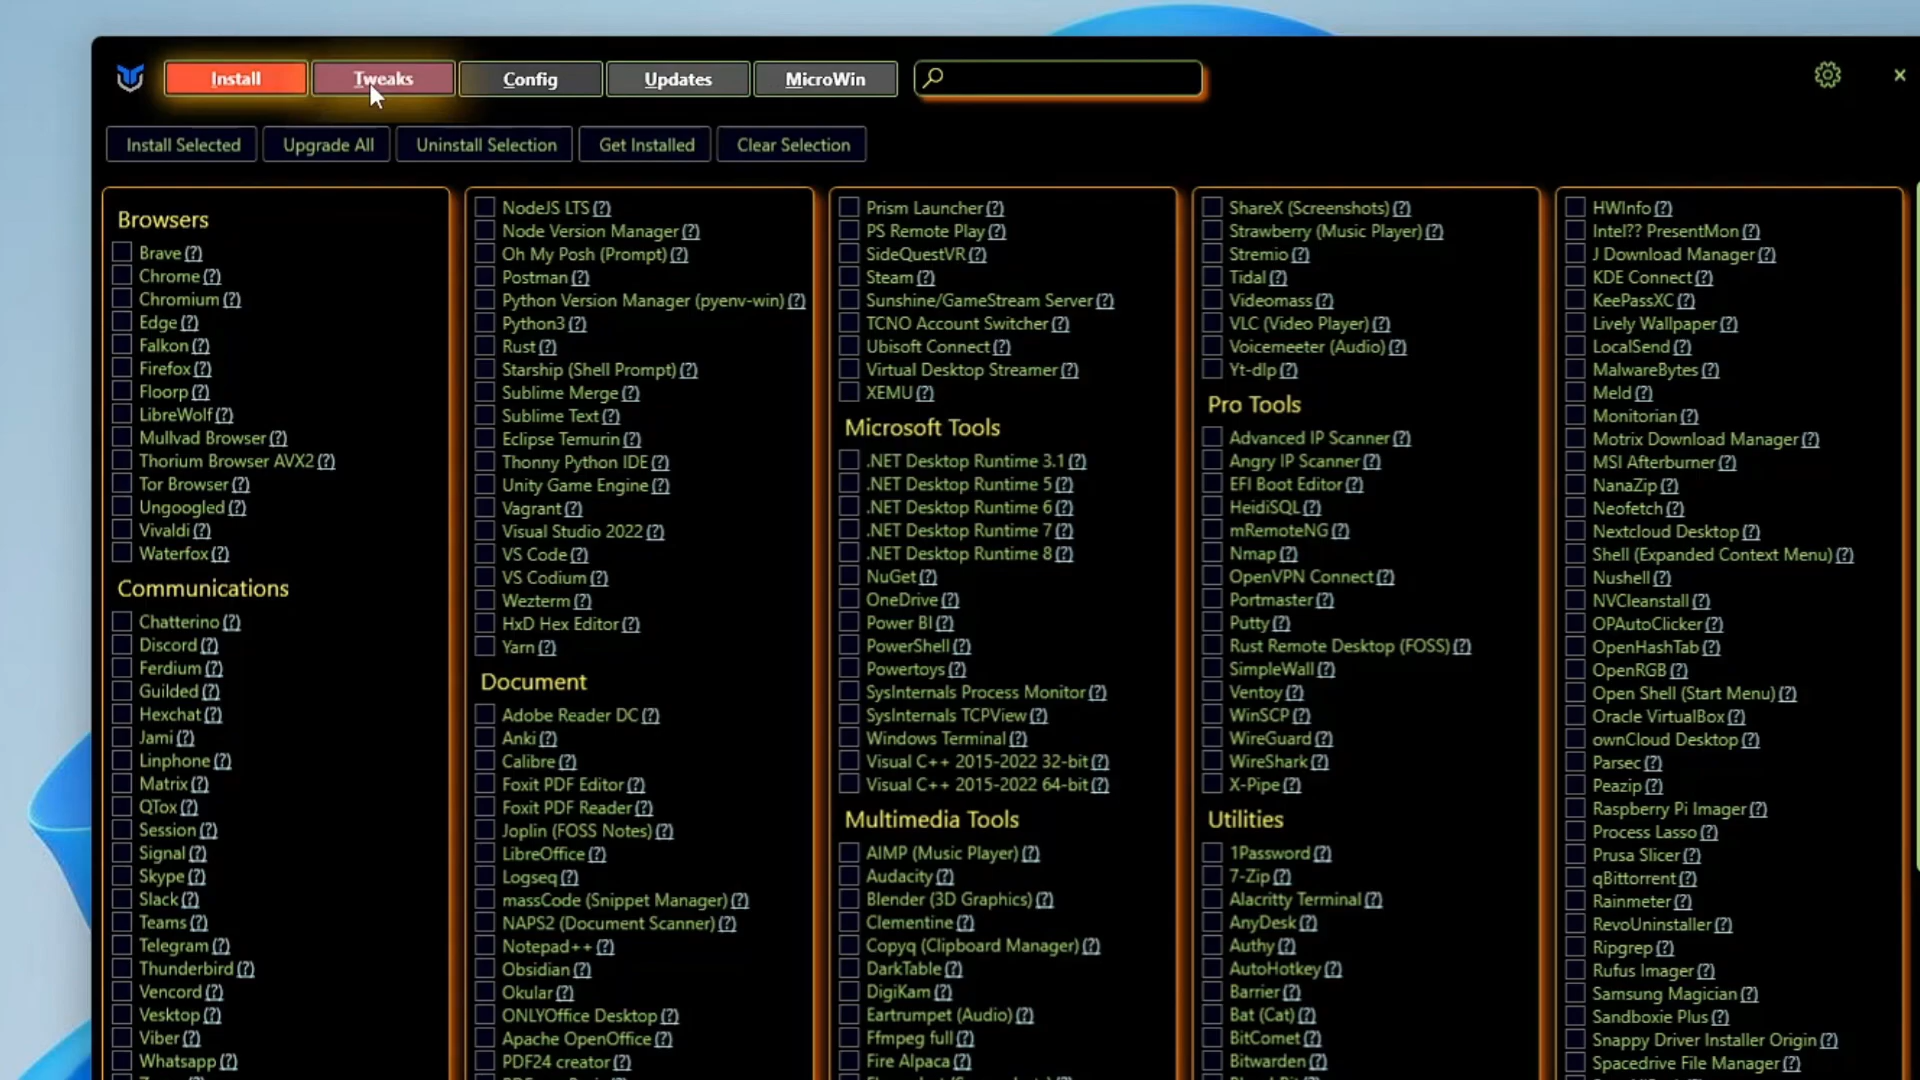 Install
Tweaks
Config
Updates
MicroWin
Install Selected
Upgrade All
Uninstall Selection
Get Installed
Clear Selection
Browsers
Brave (?)
Chrome (?)
Chromium (?)
Edge (?)
Falkon (?)
Firefox (?)
Floorp (?)
LibreWolf (?)
Mullvad Browser (?)
Thorium Browser AVX2 (?)
Tor Browser (?)
Ungoogled (?)
Vivaldi (?)
Waterfox (?)
Communications
Chatterino (?)
Discord (?)
Ferdium (?)
Guilded (?)
Hexchat (?)
Jami (?)
Linphone (?)
Matrix (?)
QTox (?)
Session (?)
Signal (?)
Skype (?)
Slack (?)
Teams (?)
Telegram (?)
Thunderbird (?)
Vencord (?)
Vesktop (?)
Viber (?)
Whatsapp (?)
NodeJS LTS (?)
Node Version Manager (?)
Oh My Posh (Prompt) (?)
Postman (?)
Python Version Manager (pyenv-win) (?)
Python3 (?)
Rust (?)
Starship (Shell Prompt) (?)
Sublime Merge (?)
Sublime Text (?)
Eclipse Temurin (?)
Thonny Python IDE (?)
Unity Game Engine (?)
Vagrant (?)
Visual Studio 2022 (?)
VS Code (?)
VS Codium (?)
Wezterm (?)
HxD Hex Editor (?)
Yarn (?)
Document
Adobe Reader DC (?)
Anki (?)
Calibre (?)
Foxit PDF Editor (?)
Foxit PDF Reader (?)
Joplin (FOSS Notes) (?)
LibreOffice (?)
Logseq (?)
massCode (Snippet Manager) (?)
NAPS2 (Document Scanner) (?)
Notepad++ (?)
Obsidian (?)
Okular (?)
ONLYOffice Desktop (?)
Apache OpenOffice (?)
PDF24 creator (?)
Prism Launcher (?)
PS Remote Play (?)
SideQuestVR (?)
Steam (?)
Sunshine/GameStream Server (?)
TCNO Account Switcher (?)
Ubisoft Connect (?)
Virtual Desktop Streamer (?)
XEMU (?)
Microsoft Tools
.NET Desktop Runtime 3.1 (?)
.NET Desktop Runtime 5 (?)
.NET Desktop Runtime 6 (?)
.NET Desktop Runtime 7 (?)
.NET Desktop Runtime 8 (?)
NuGet (?)
OneDrive (?)
Power BI (?)
PowerShell (?)
Powertoys (?)
SysInternals Process Monitor (?)
SysInternals TCPView (?)
Windows Terminal (?)
Visual C++ 2015-2022 32-bit (?)
Visual C++ 2015-2022 64-bit (?)
Multimedia Tools
AIMP (Music Player) (?)
Audacity (?)
Blender (3D Graphics) (?)
Clementine (?)
Copyq (Clipboard Manager) (?)
DarkTable (?)
DigiKam (?)
Eartrumpet (Audio) (?)
Ffmpeg full (?)
Fire Alpaca (?)
ShareX (Screenshots) (?)
Strawberry (Music Player) (?)
Stremio (?)
Tidal (?)
Videomass (?)
VLC (Video Player) (?)
Voicemeeter (Audio) (?)
Yt-dlp (?)
Pro Tools
Advanced IP Scanner (?)
Angry IP Scanner (?)
EFI Boot Editor (?)
HeidiSQL (?)
mRemoteNG (?)
Nmap (?)
OpenVPN Connect (?)
Portmaster (?)
Putty (?)
Rust Remote Desktop (FOSS) (?)
SimpleWall (?)
Ventoy (?)
WinSCP (?)
WireGuard (?)
WireShark (?)
X-Pipe (?)
Utilities
1Password (?)
7-Zip (?)
Alacritty Terminal (?)
AnyDesk (?)
Authy (?)
AutoHotkey (?)
Barrier (?)
Bat (Cat) (?)
BitComet (?)
Bitwarden (?)
HWInfo (?)
Intel?? PresentMon (?)
J Download Manager (?)
KDE Connect (?)
KeePassXC (?)
Lively Wallpaper (?)
LocalSend (?)
MalwareBytes (?)
Meld (?)
Monitorian (?)
Motrix Download Manager (?)
MSI Afterburner (?)
NanaZip (?)
Neofetch (?)
Nextcloud Desktop (?)
Shell (Expanded Context Menu) (?)
Nushell (?)
NVCleanstall (?)
OPAutoClicker (?)
OpenHashTab (?)
OpenRGB (?)
Open Shell (Start Menu) (?)
Oracle VirtualBox (?)
ownCloud Desktop (?)
Parsec (?)
Peazip (?)
Raspberry Pi Imager (?)
Process Lasso (?)
Prusa Slicer (?)
qBittorrent (?)
Rainmeter (?)
RevoUninstaller (?)
Ripgrep (?)
Rufus Imager (?)
Samsung Magician (?)
Sandboxie Plus (?)
Snappy Driver Installer Origin (?)
Spacedrive File Manager (?)